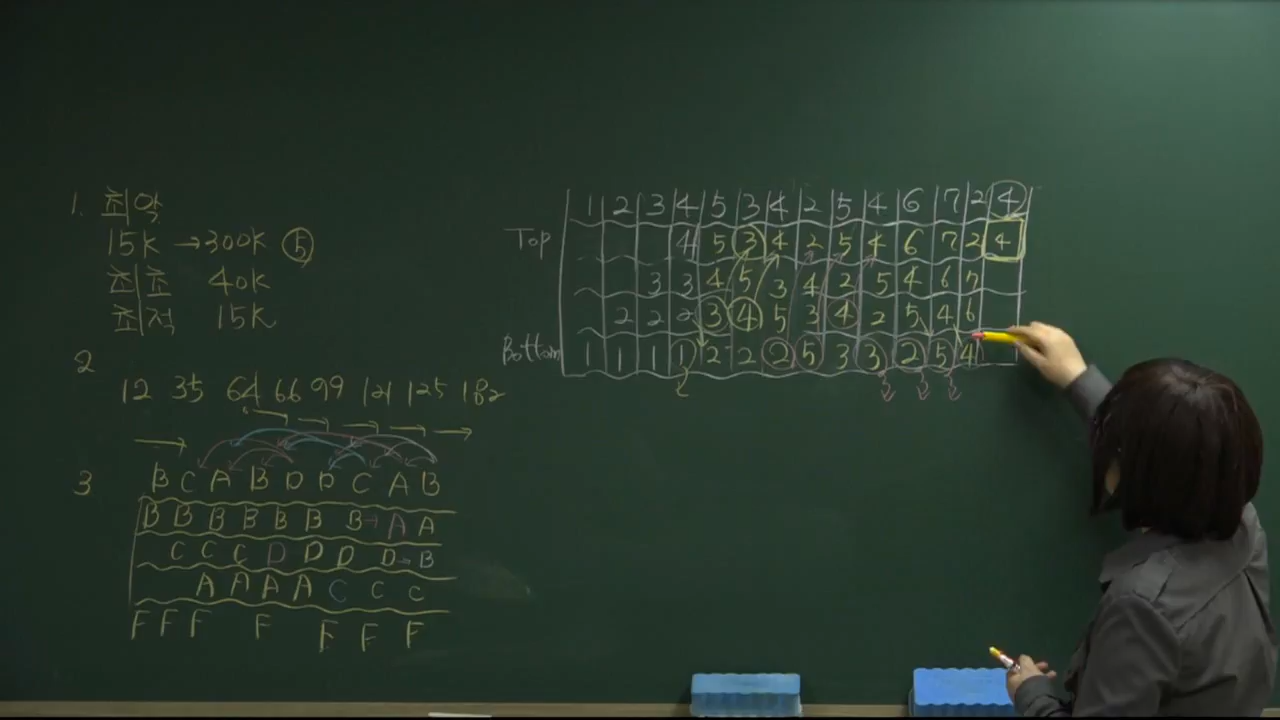 1. 최악
15K → 300K ⑤
최초 40K
최적 15K
2
12 35 64 66 99 121 125 182
3 B C A B D D C A B
B B B B B B B → A A
C C C D D D D → B
A A A A C C C
F F F F F F F
1 2 3 4 5 3 4 2 5 4 6 7 2 4
Top 4 5 3 4 2 5 4 6 7 2 4
3 3 4 5 3 4 2 5 4 6 7
2 2 2 3 4 5 3 4 2 5 4 6
Bottom 1 1 1 1 2 2 2 5 3 3 2 5 4